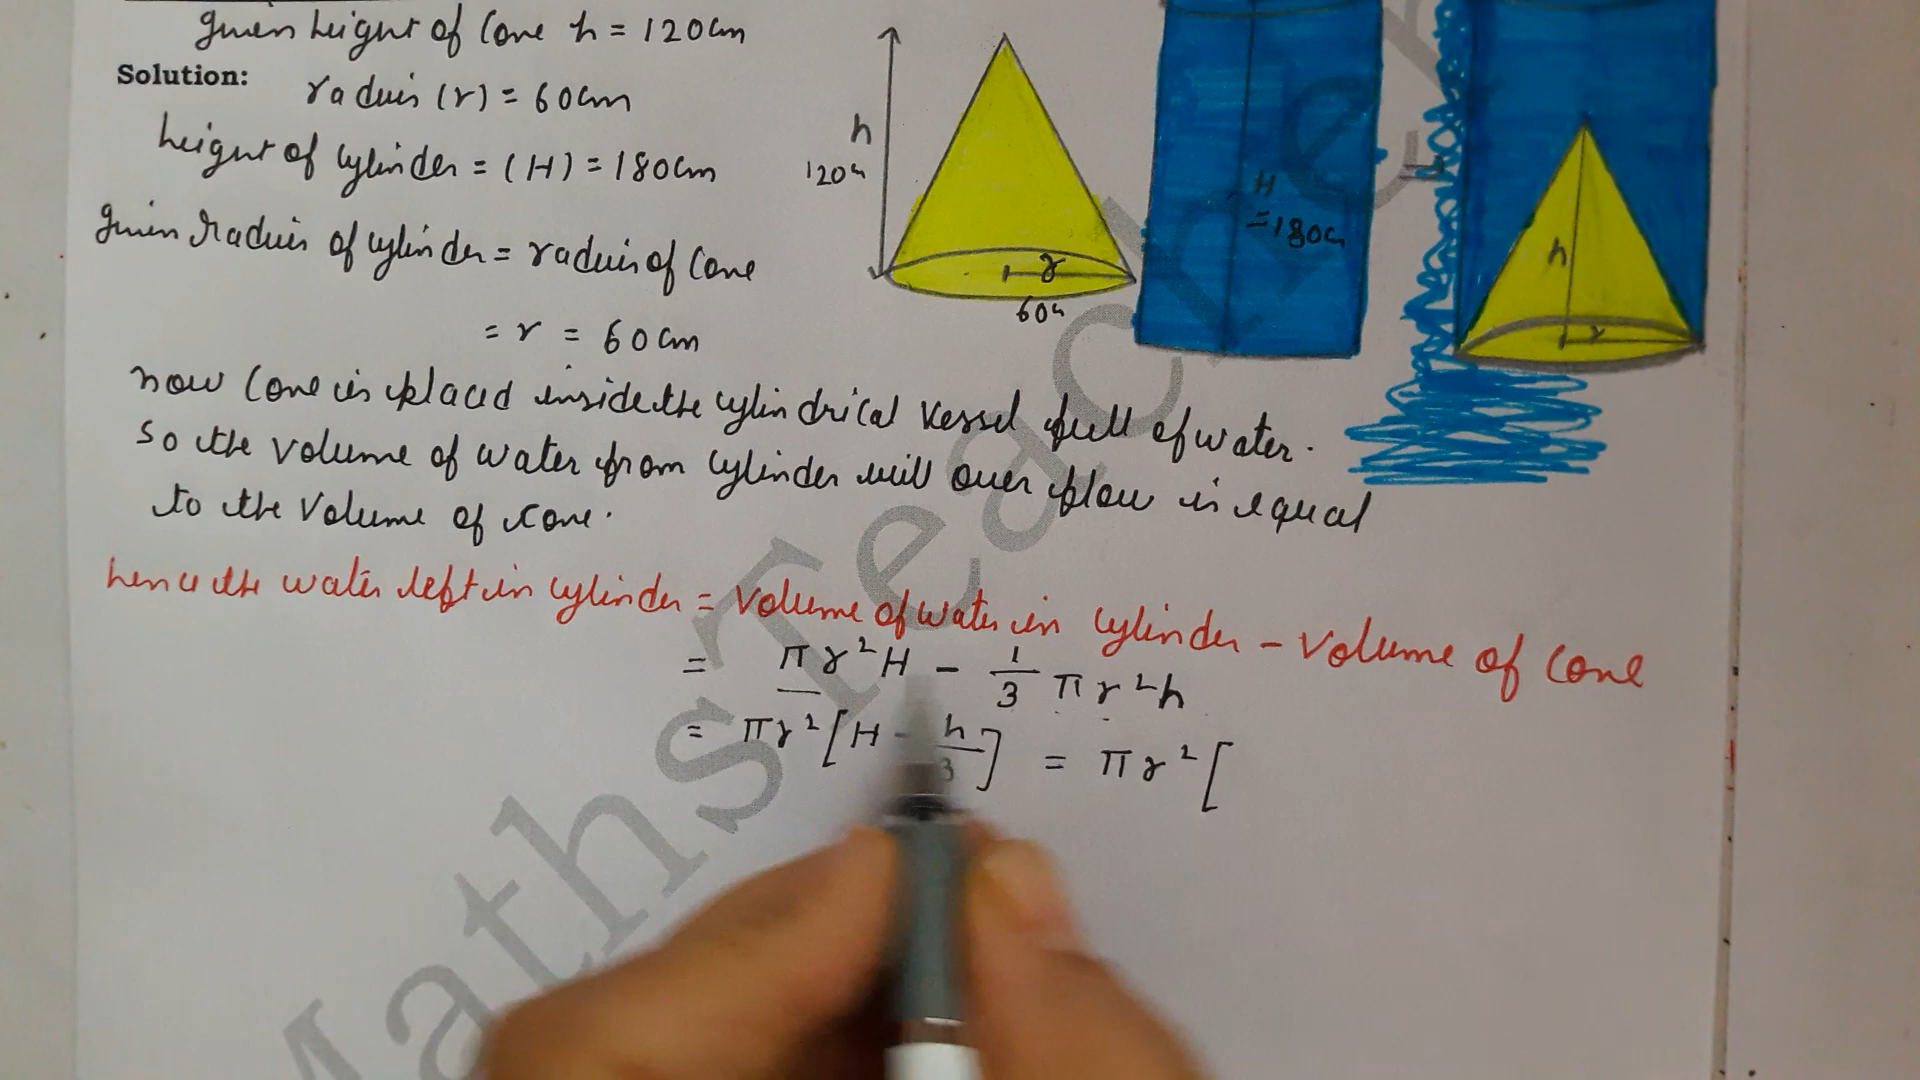 given height of Cone h = 120cm
Solution:
radius (r) = 60cm
height of cylinder = (H) = 180cm
given radius of cylinder = radius of Cone
= r = 60cm
now Cone is placed inside the cylindrical vessel full of water.
So the volume of water from cylinder will over flow is equal
to the Volume of cone.
hence the water left in cylinder = Volume of water in cylinder - Volume of Cone
= πr²H - 1/3 πr²h
= πr² [H - h/3] = πr² [
h
120cm
r
60cm
H
=180cm
h
r
Maths Teacher